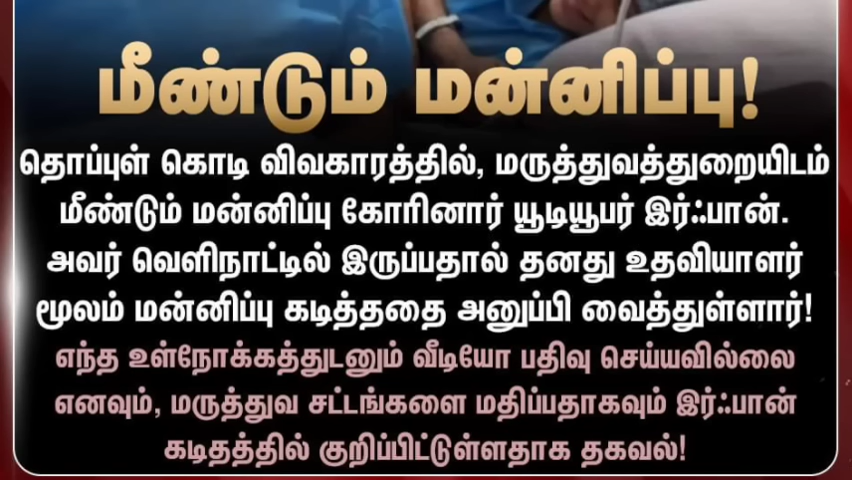 மீண்டும் மன்னிப்பு!
தொப்புள் கொடி விவகாரத்தில், மருத்துவத்துறையிடம்
மீண்டும் மன்னிப்பு கோரினார் யூடியூபர் இர்ஃபான்.
அவர் வெளிநாட்டில் இருப்பதால் தனது உதவியாளர்
மூலம் மன்னிப்பு கடித்ததை அனுப்பி வைத்துள்ளார்!
எந்த உள்நோக்கத்துடனும் வீடியோ பதிவு செய்யவில்லை
எனவும், மருத்துவ சட்டங்களை மதிப்பதாகவும் இர்ஃபான்
கடிதத்தில் குறிப்பிட்டுள்ளதாக தகவல்!